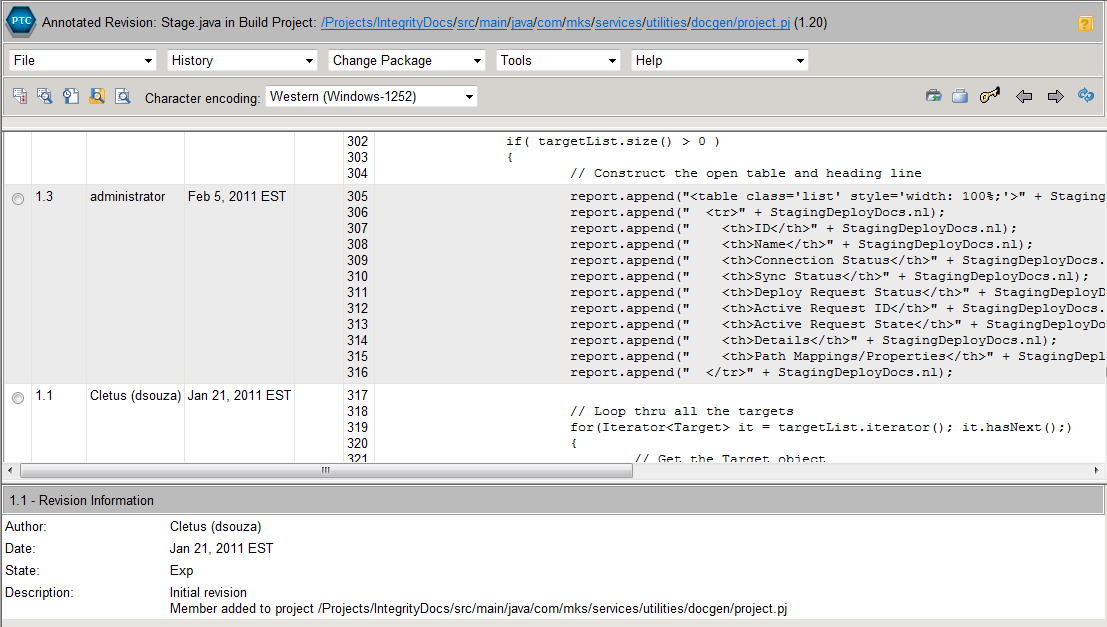 PTC Annotated Revision: Stage.java in Build Project: /Projects/IntegrityDocs/src/main/java/com/mks/services/utilities/docgen/project.pj (1.20) ?
File History Change Package Tools Help
Character encoding: Western (Windows-1252)
302 if( targetList.size() > 0 )
303 {
304 // Construct the open table and heading line
1.3 administrator Feb 5, 2011 EST 305 report.append("<table class='list' style='width: 100%;'>" + Staging
306 report.append("  <tr>" + StagingDeployDocs.nl);
307 report.append("    <th>ID</th>" + StagingDeployDocs.nl);
308 report.append("    <th>Name</th>" + StagingDeployDocs.nl);
309 report.append("    <th>Connection Status</th>" + StagingDeployDocs.
310 report.append("    <th>Sync Status</th>" + StagingDeployDocs.nl);
311 report.append("    <th>Deploy Request Status</th>" + StagingDeployD
312 report.append("    <th>Active Request ID</th>" + StagingDeployDocs.
313 report.append("    <th>Active Request State</th>" + StagingDeployDo
314 report.append("    <th>Details</th>" + StagingDeployDocs.nl);
315 report.append("    <th>Path Mappings/Properties</th>" + StagingDepl
316 report.append("  </tr>" + StagingDeployDocs.nl);
1.1 Cletus (dsouza) Jan 21, 2011 EST 317
318 // Loop thru all the targets
319 for(Iterator<Target> it = targetList.iterator(); it.hasNext();)
320 {
321 // Get the Target object
1.1 - Revision Information
Author: Cletus (dsouza)
Date: Jan 21, 2011 EST
State: Exp
Description: Initial revision
Member added to project /Projects/IntegrityDocs/src/main/java/com/mks/services/utilities/docgen/project.pj